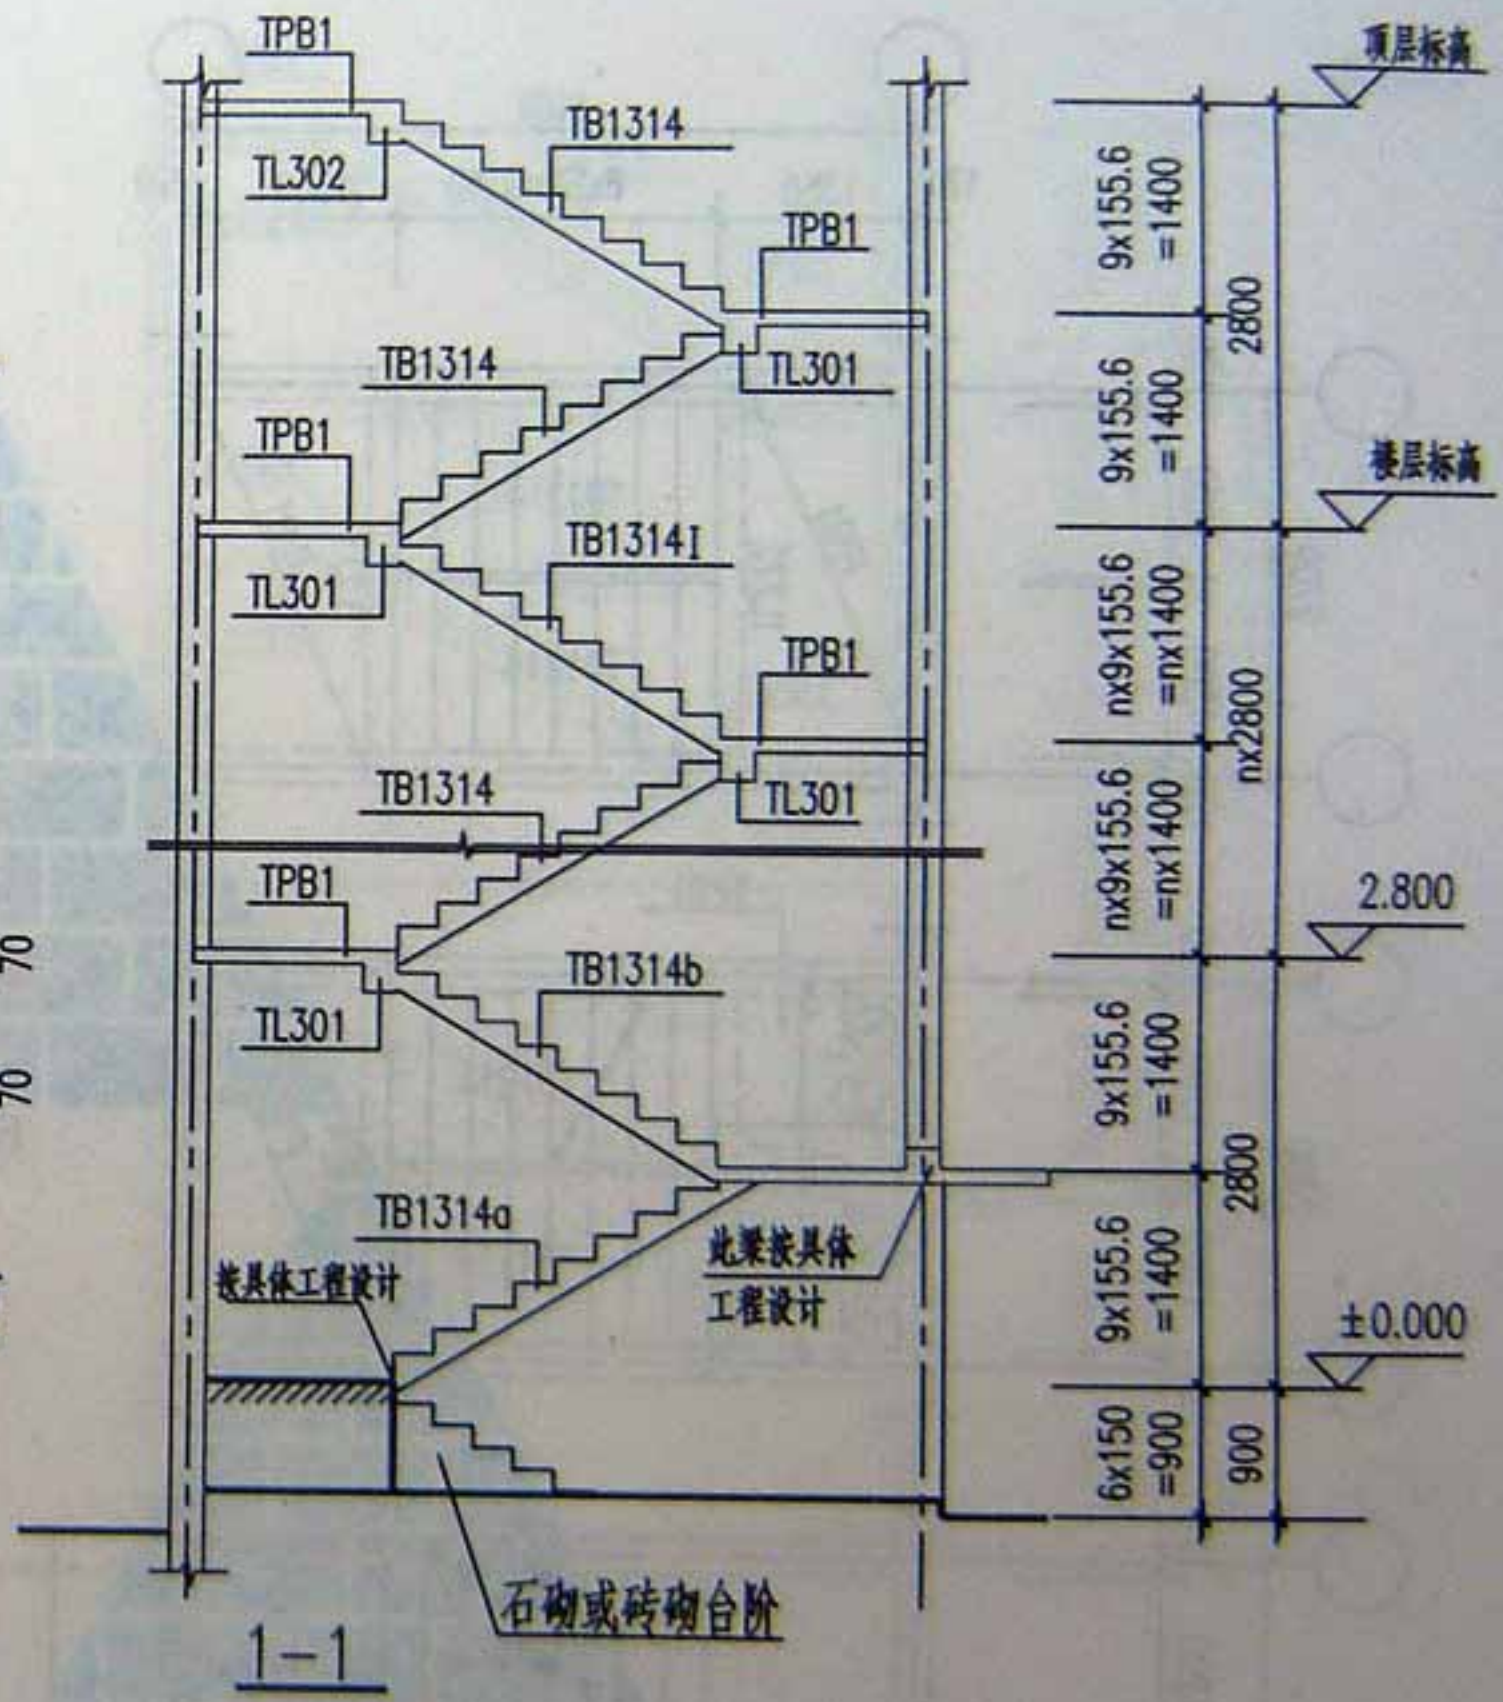 TPB1
顶层标高
TB1314
TL302
9x155.6
=1400
TPB1
2800
TB1314
TL301
9x155.6
=1400
TPB1
楼层标高
TB1314I
TL301
nx9x155.6
=nx1400
TPB1
nx2800
TB1314
TL301
nx9x155.6
=nx1400
TPB1
2.800
70
TB1314b
TL301
9x155.6
=1400
70
2800
TB1314a
此梁按具体
工程设计
按具体工程设计
9x155.6
=1400
±0.000
6x150
=900
900
石砌或砖砌台阶
1-1